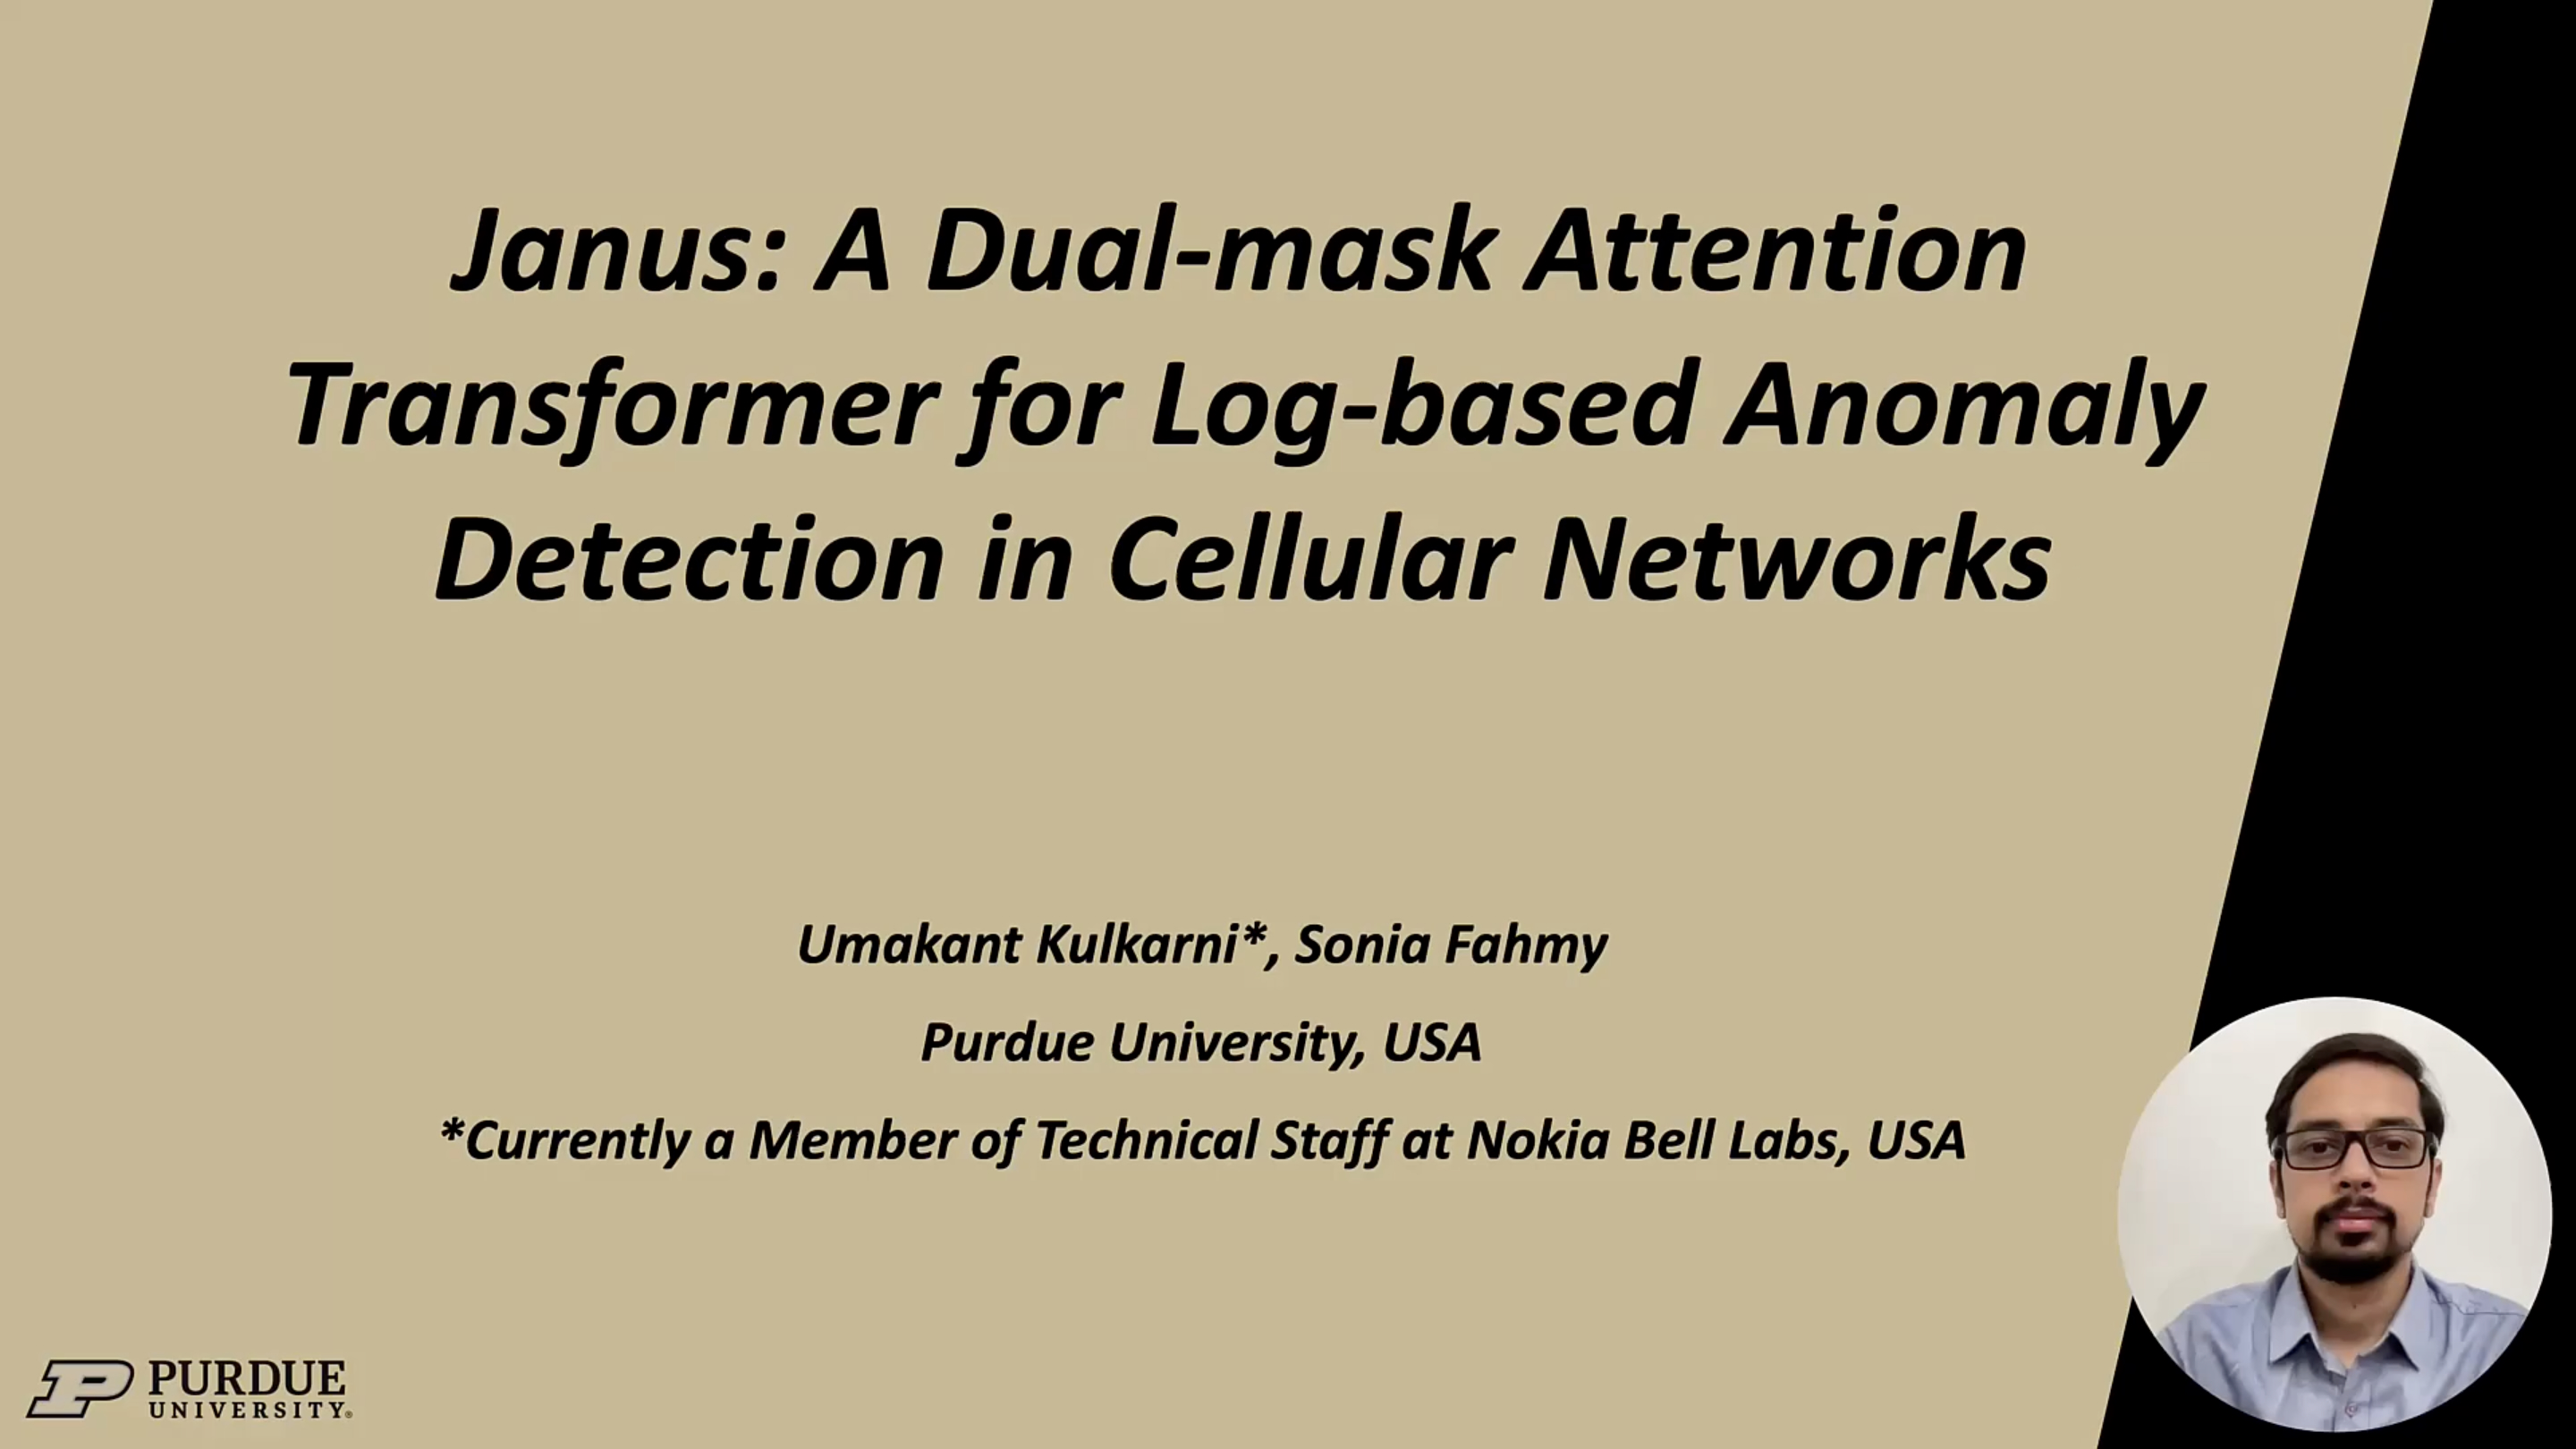 Janus: A Dual-mask Attention
Transformer for Log-based Anomaly
Detection in Cellular Networks
Umakant Kulkarni*, Sonia Fahmy
Purdue University, USA
*Currently a Member of Technical Staff at Nokia Bell Labs, USA
P PURDUE
UNIVERSITY®